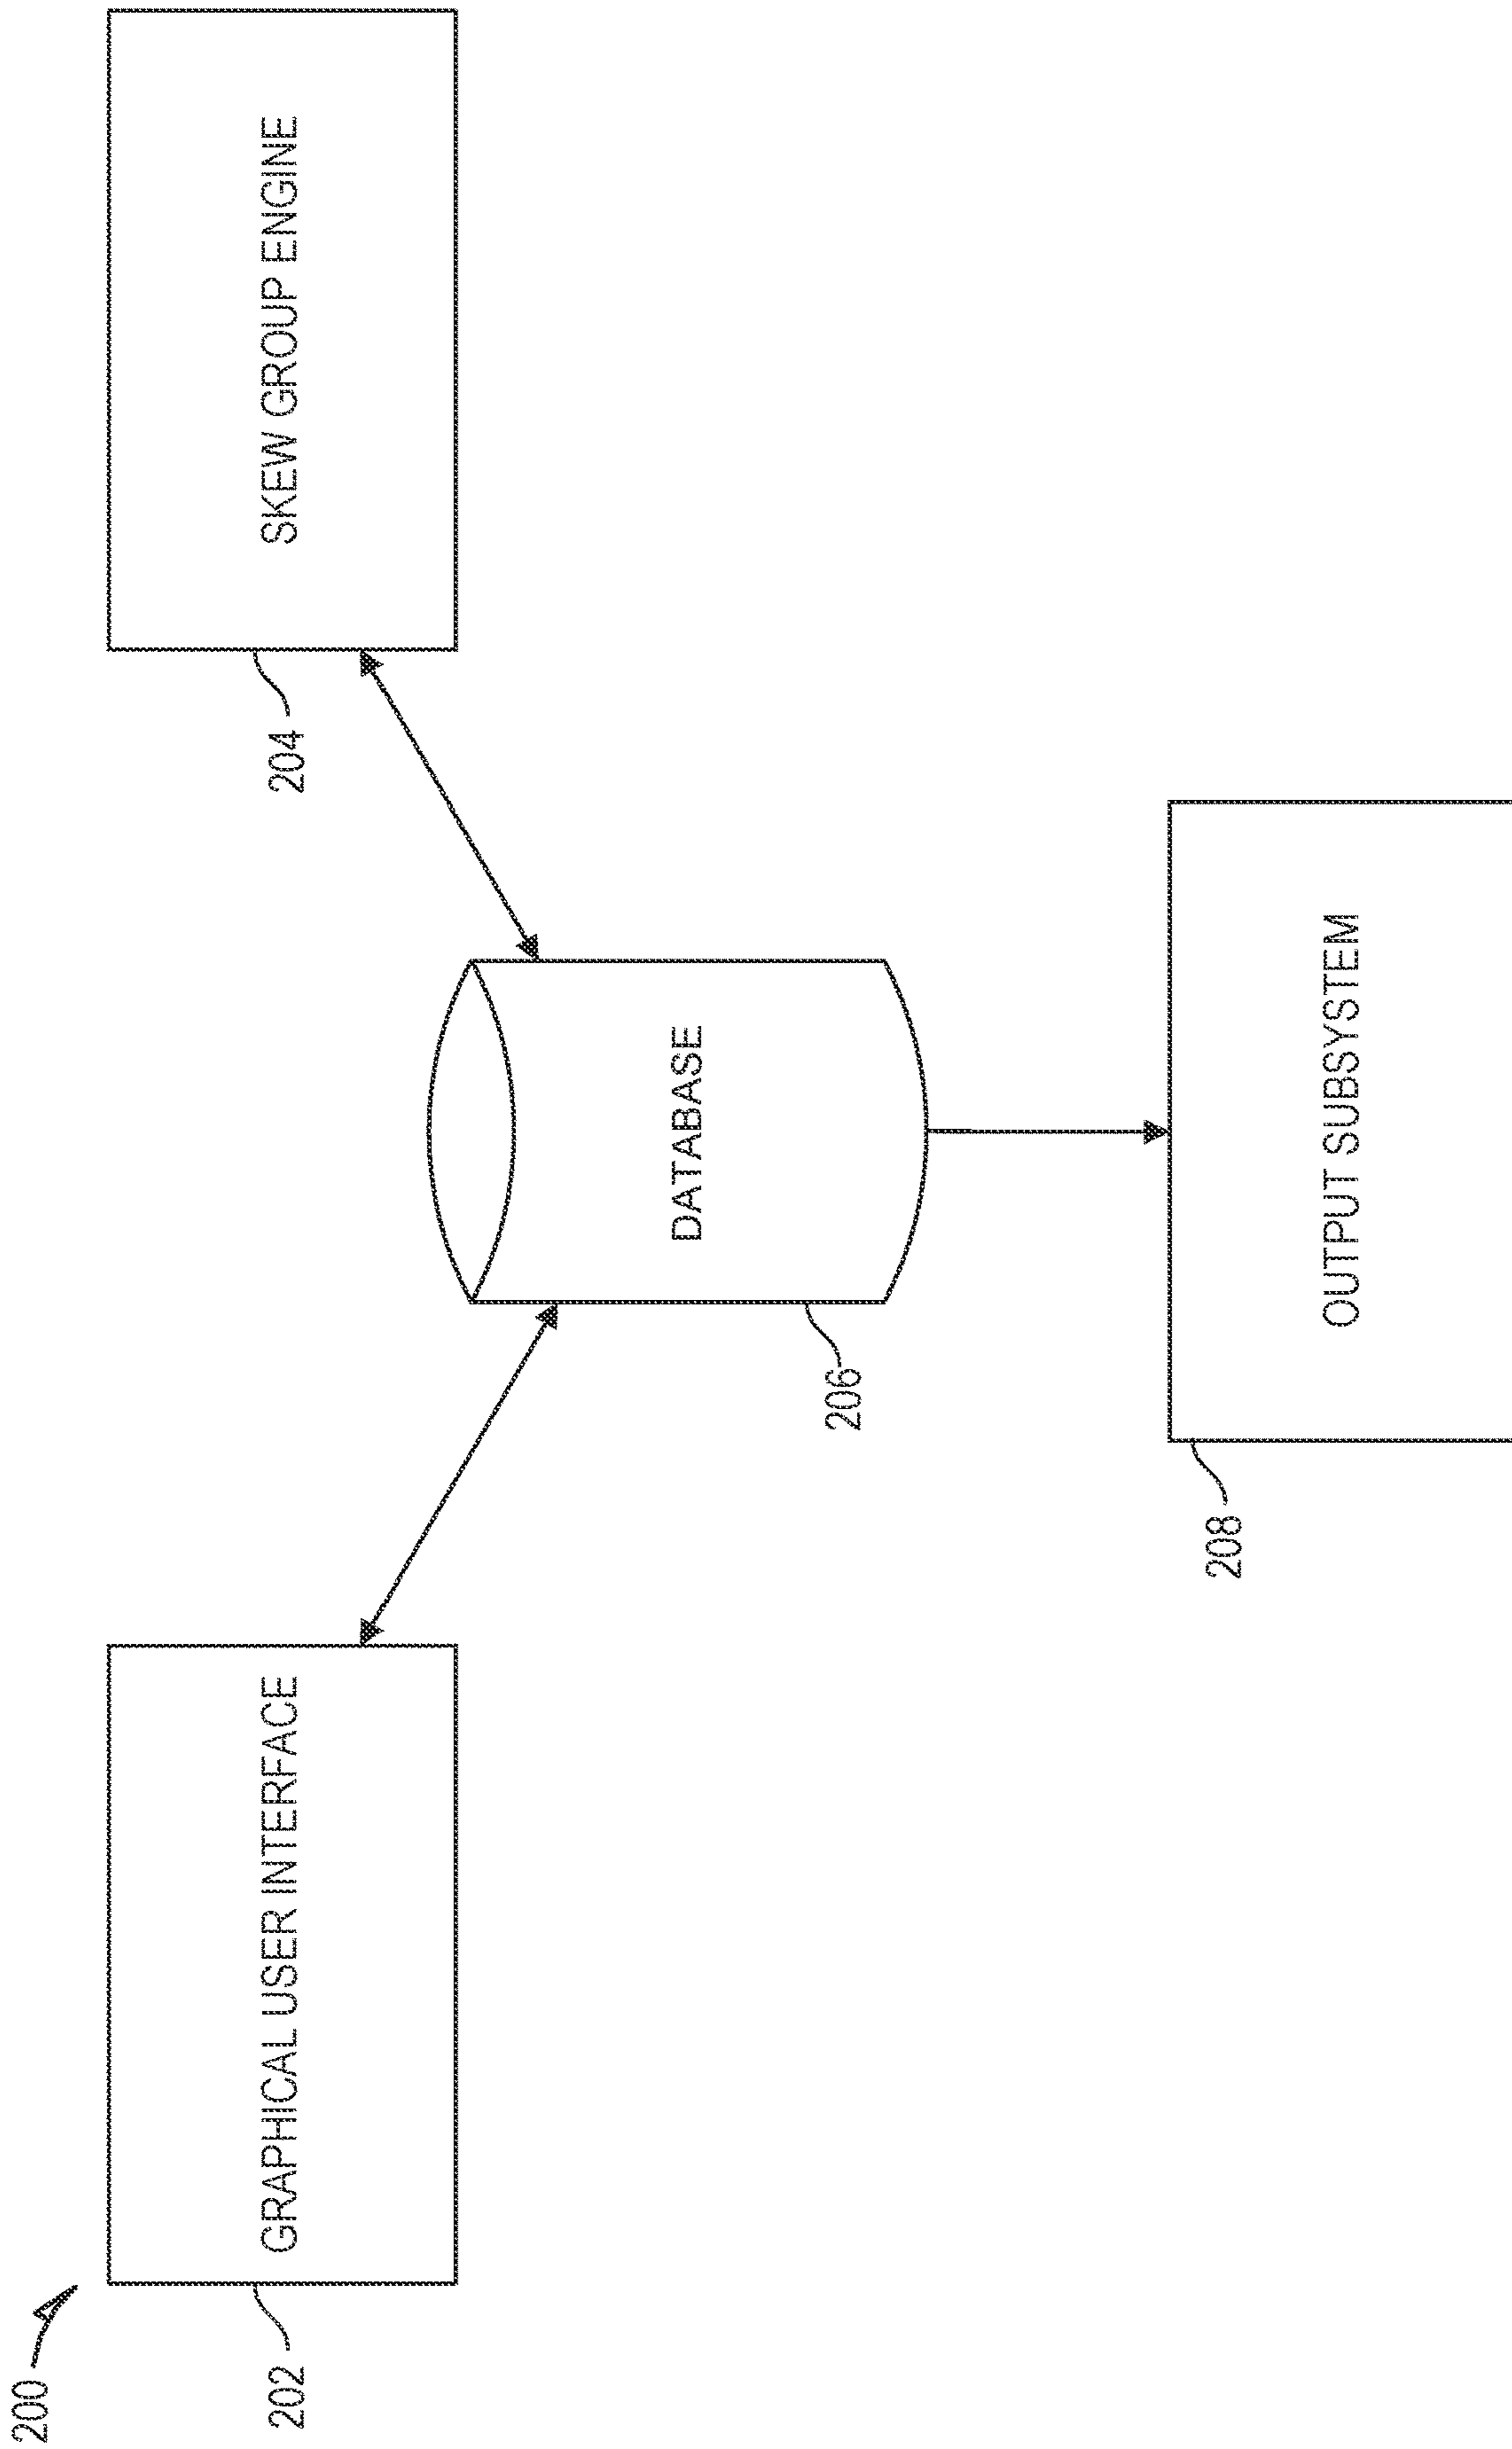 200
202
GRAPHICAL USER INTERFACE
204
SKEW GROUP ENGINE
206
DATABASE
208
OUTPUT SUBSYSTEM